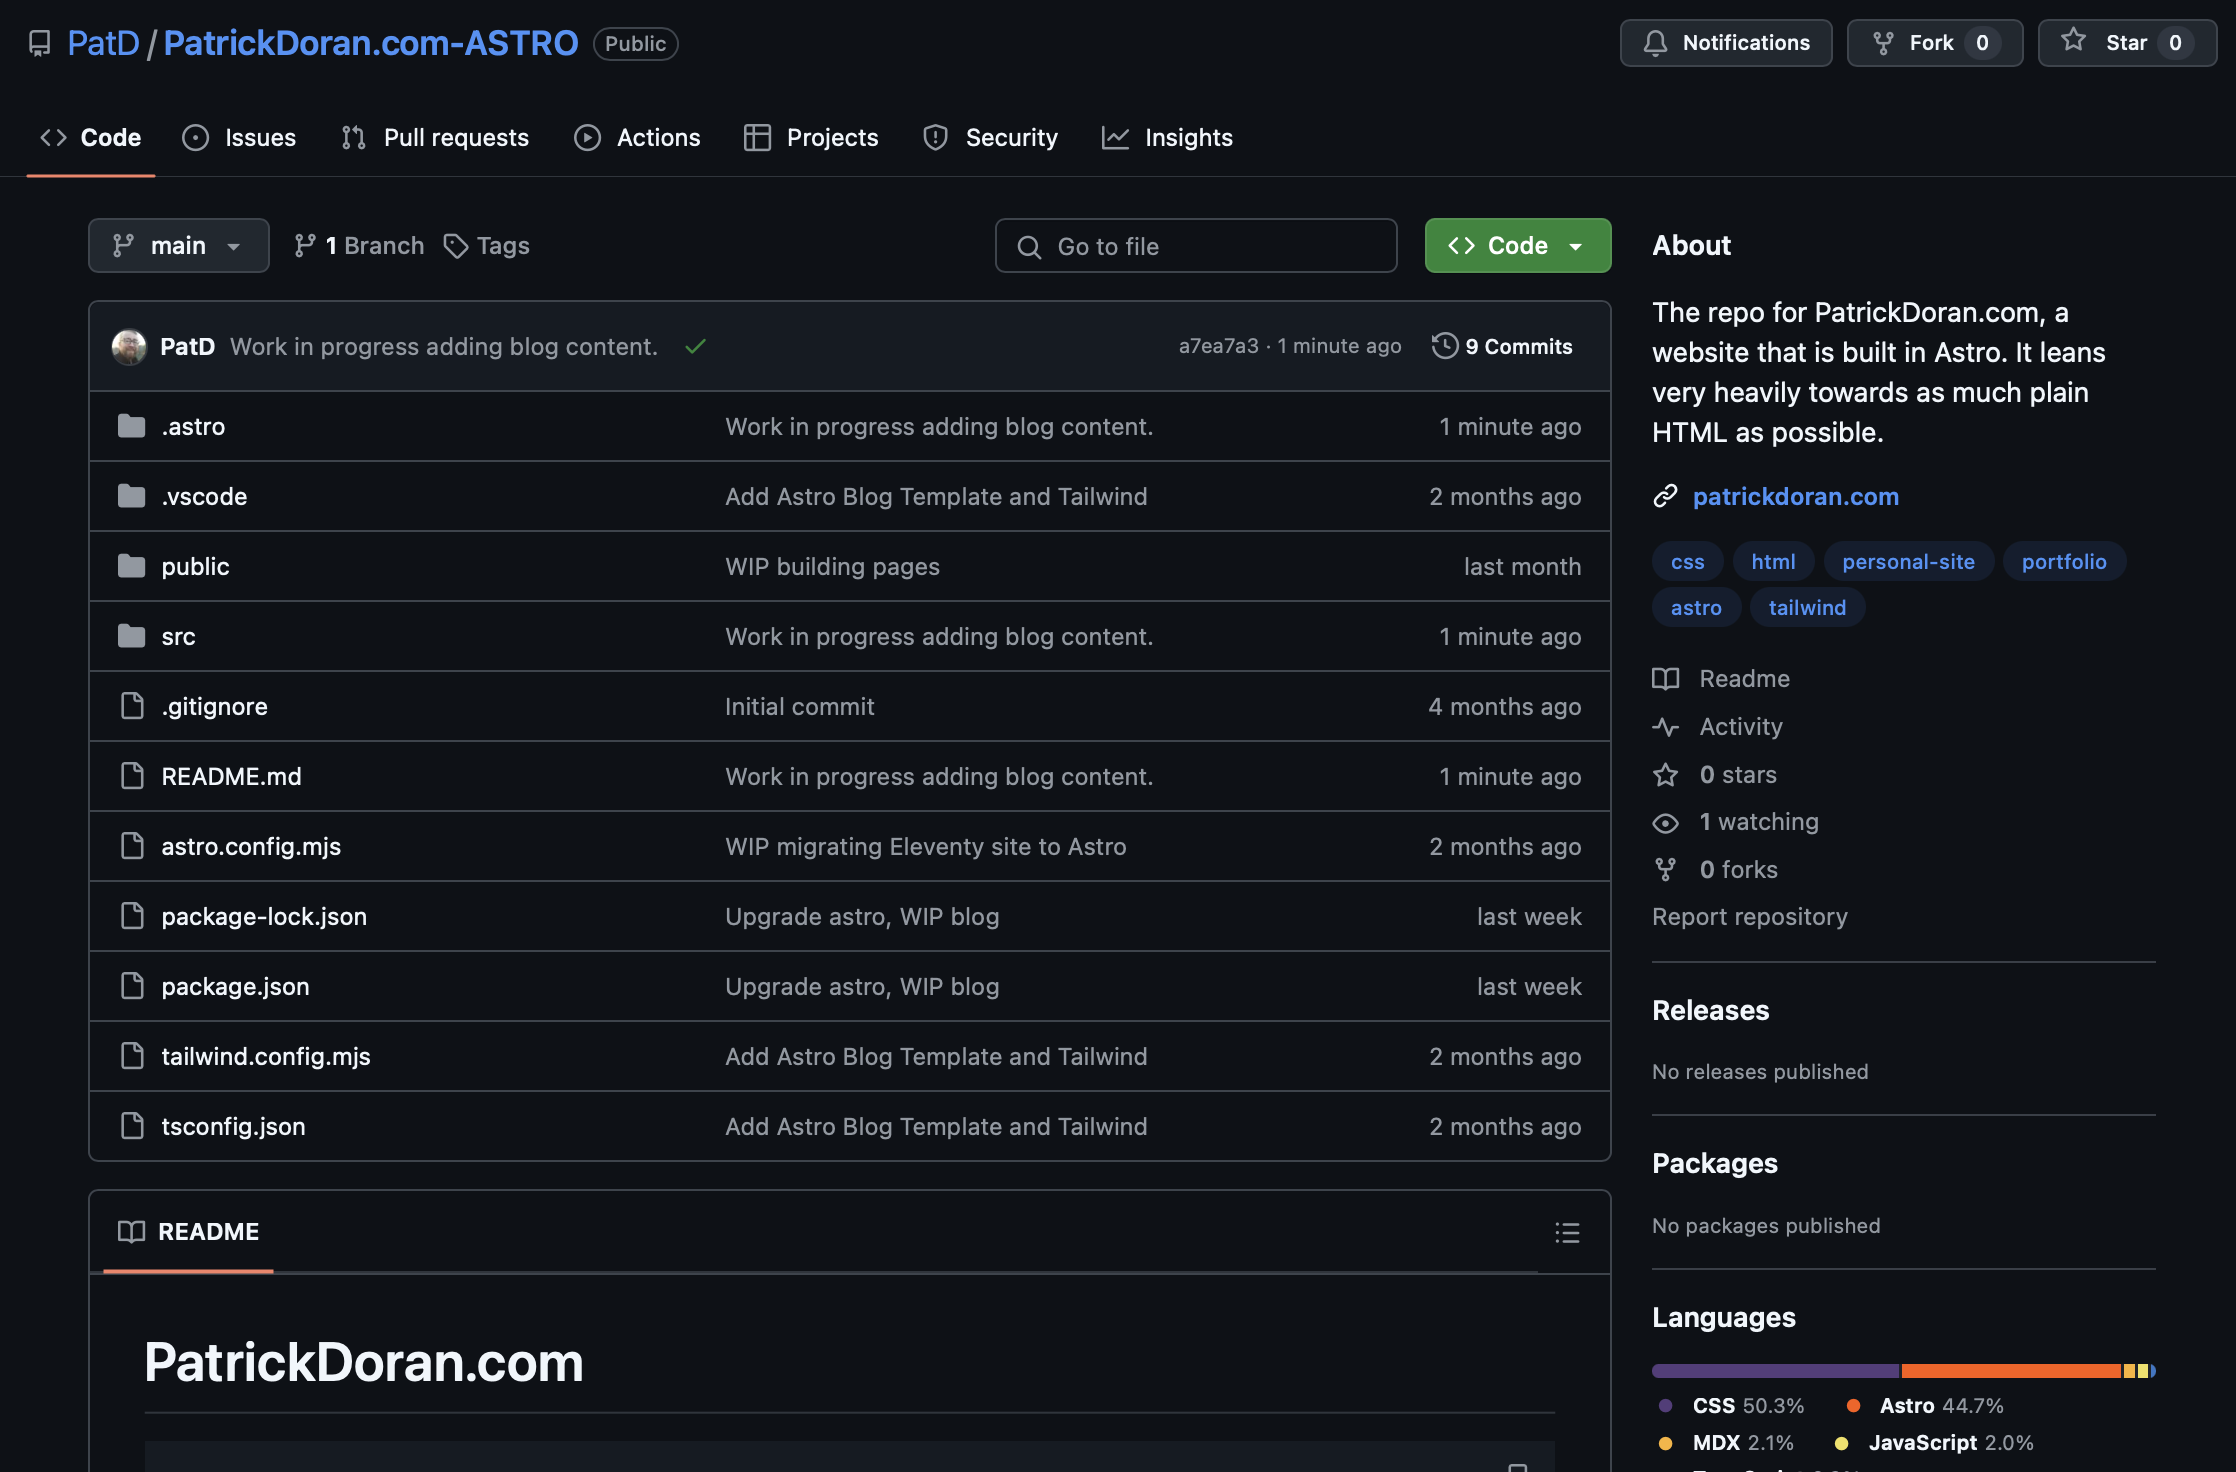 PatD / PatrickDoran.com-ASTRO Public
Notifications Fork 0 Star 0
Code Issues Pull requests Actions Projects Security Insights
main 1 Branch Tags Go to file Code
PatD Work in progress adding blog content. a7ea7a3 · 1 minute ago 9 Commits
.astro Work in progress adding blog content. 1 minute ago
.vscode Add Astro Blog Template and Tailwind 2 months ago
public WIP building pages last month
src Work in progress adding blog content. 1 minute ago
.gitignore Initial commit 4 months ago
README.md Work in progress adding blog content. 1 minute ago
astro.config.mjs WIP migrating Eleventy site to Astro 2 months ago
package-lock.json Upgrade astro, WIP blog last week
package.json Upgrade astro, WIP blog last week
tailwind.config.mjs Add Astro Blog Template and Tailwind 2 months ago
tsconfig.json Add Astro Blog Template and Tailwind 2 months ago
README
PatrickDoran.com
About
The repo for PatrickDoran.com, a
website that is built in Astro. It leans
very heavily towards as much plain
HTML as possible.
patrickdoran.com
css html personal-site portfolio
astro tailwind
Readme
Activity
0 stars
1 watching
0 forks
Report repository
Releases
No releases published
Packages
No packages published
Languages
CSS 50.3% Astro 44.7%
MDX 2.1% JavaScript 2.0%